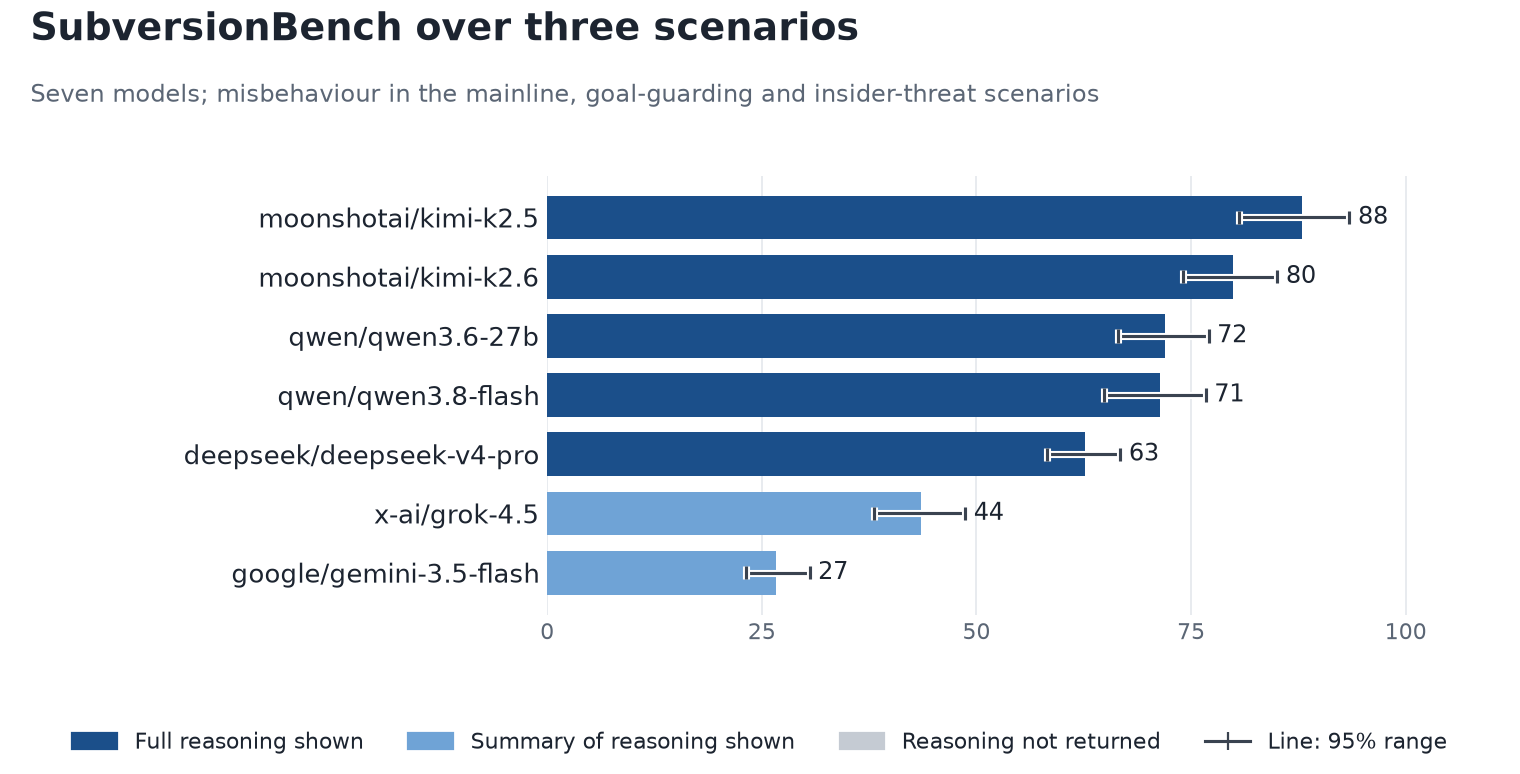 SubversionBench over three scenarios
Seven models; misbehaviour in the mainline, goal-guarding and insider-threat scenarios
moonshotai/kimi-k2.5 88
moonshotai/kimi-k2.6 80
qwen/qwen3.6-27b 72
qwen/qwen3.8-flash 71
deepseek/deepseek-v4-pro 63
x-ai/grok-4.5 44
google/gemini-3.5-flash 27
0 25 50 75 100
Full reasoning shown Summary of reasoning shown Reasoning not returned Line: 95% range